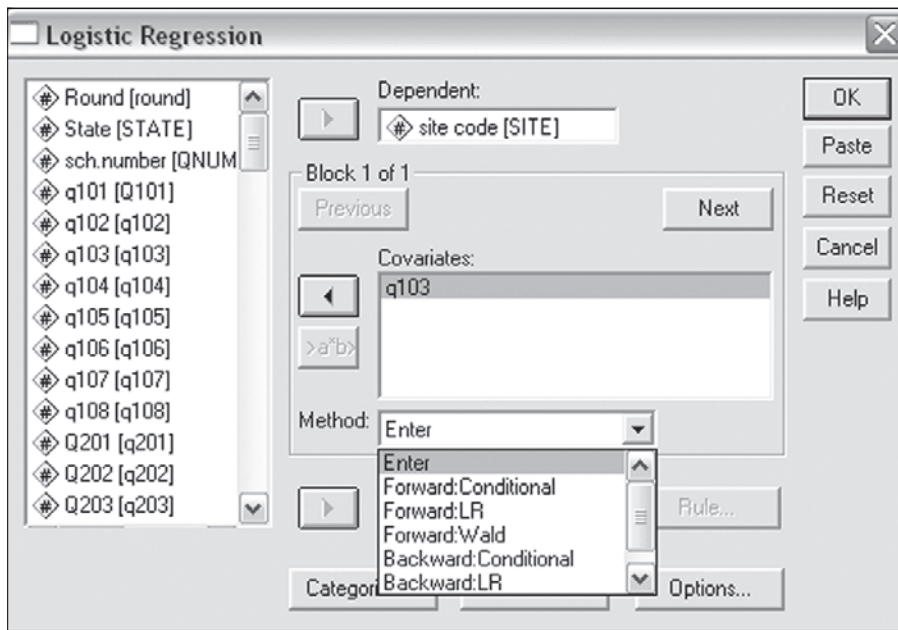 Logistic Regression
Round [round]
State [STATE]
sch.number [QNUM
q101 [Q101]
q102 [q102]
q103 [q103]
q104 [q104]
q105 [q105]
q106 [q106]
q107 [q107]
q108 [q108]
Q201 [q201]
Q202 [q202]
Q203 [q203]
Dependent:
site code [SITE]
Block 1 of 1
Previous
Next
Covariates:
q103
>a*b>
Method:
Enter
Enter
Forward:Conditional
Forward:LR
Forward:Wald
Backward:Conditional
Backward:LR
Rule...
Categori
Options...
OK
Paste
Reset
Cancel
Help